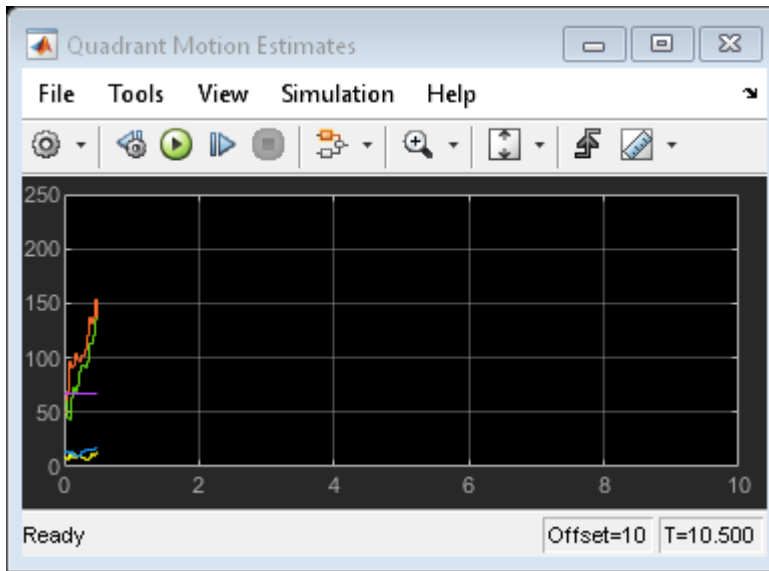 Quadrant Motion Estimates
File Tools View Simulation Help
250
200
150
100
50
0
0 2 4 6 8 10
Ready Offset=10 T=10.500